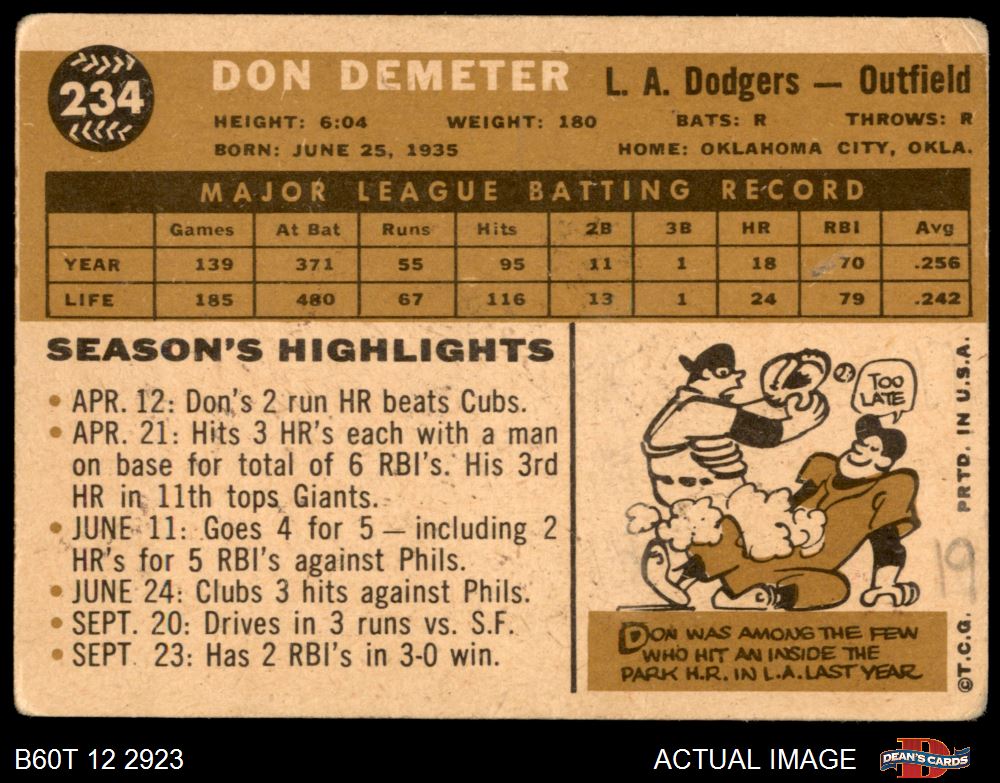 234
DON DEMETER
L. A. Dodgers — Outfield
HEIGHT: 6:04 WEIGHT: 180 BATS: R THROWS: R
BORN: JUNE 25, 1935 HOME: OKLAHOMA CITY, OKLA.
MAJOR LEAGUE BATTING RECORD
Games At Bat Runs Hits 2B 3B HR RBI Avg
YEAR 139 371 55 95 11 1 18 70 .256
LIFE 185 480 67 116 13 1 24 79 .242
SEASON'S HIGHLIGHTS
• APR. 12: Don's 2 run HR beats Cubs.
• APR. 21: Hits 3 HR's each with a man
on base for total of 6 RBI's. His 3rd
HR in 11th tops Giants.
• JUNE 11: Goes 4 for 5 — including 2
HR's for 5 RBI's against Phils.
• JUNE 24: Clubs 3 hits against Phils.
• SEPT. 20: Drives in 3 runs vs. S.F.
• SEPT. 23: Has 2 RBI's in 3-0 win.
TOO
LATE
DON WAS AMONG THE FEW
WHO HIT AN INSIDE THE
PARK H.R. IN L.A. LAST YEAR
©T.C.G. PRTD. IN U.S.A.
19
B60T 12 2923
ACTUAL IMAGE
DEAN'S CARDS